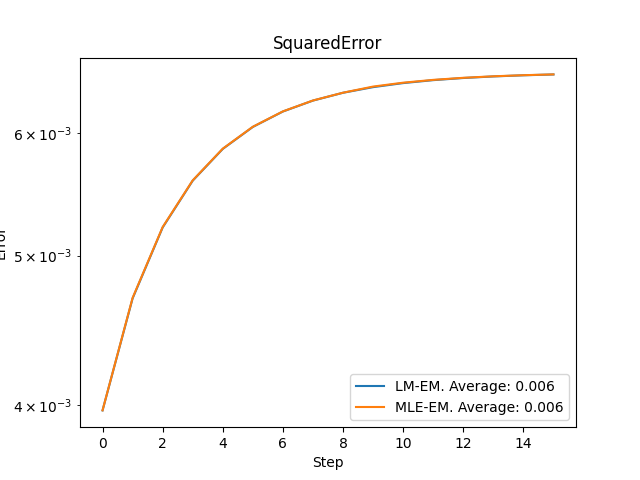 SquaredError
6 × 10⁻³
5 × 10⁻³
4 × 10⁻³
Error
LM-EM. Average: 0.006
MLE-EM. Average: 0.006
0 2 4 6 8 10 12 14
Step